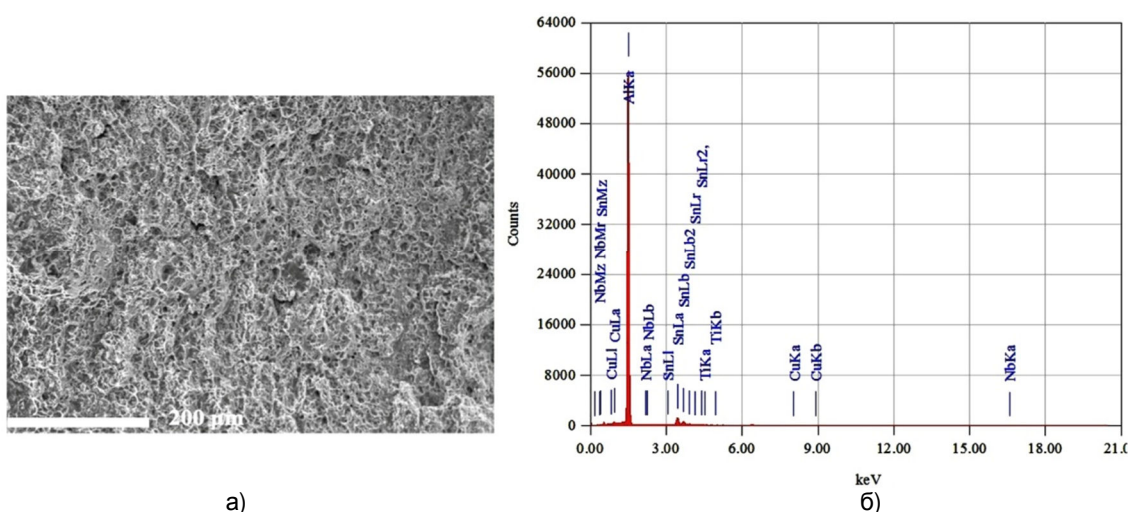 200 μm
а)
64000
56000
48000
40000
32000
24000
16000
8000
0
Counts
0.00 3.00 6.00 9.00 12.00 15.00 18.00 21.0
keV
NbMz NbMr SnMz
CuLl CuLa
AlKa
NbLa NbLb
SnLl SnLa SnLb SnLb2 SnLr SnLr2,
TiKa TiKb
CuKa CuKb
NbKa
б)